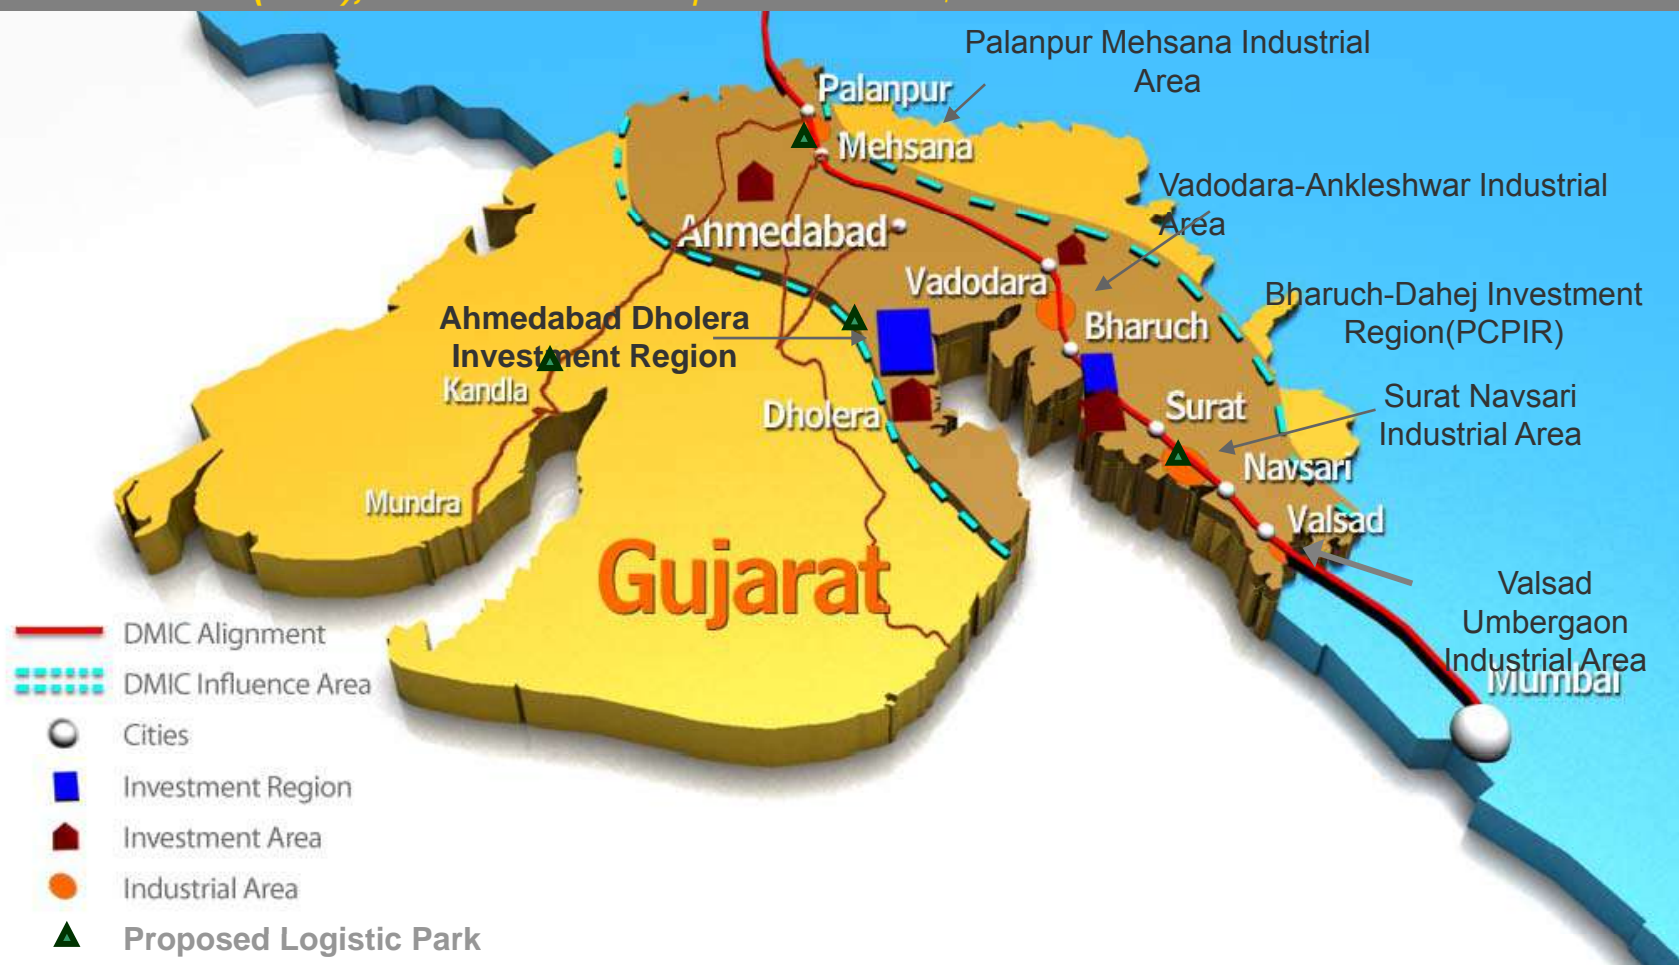 Palanpur Mehsana Industrial
Area
Palanpur
Mehsana
Vadodara-Ankleshwar Industrial
Area
Ahmedabad
Vadodara
Bharuch-Dahej Investment
Region(PCPIR)
Ahmedabad Dholera
Investment Region
Bharuch
Kandla
Surat Navsari
Industrial Area
Surat
Dholera
Navsari
Mundra
Valsad
Gujarat
Valsad
Umbergaon
Industrial Area
Mumbai
DMIC Alignment
DMIC Influence Area
Cities
Investment Region
Investment Area
Industrial Area
Proposed Logistic Park